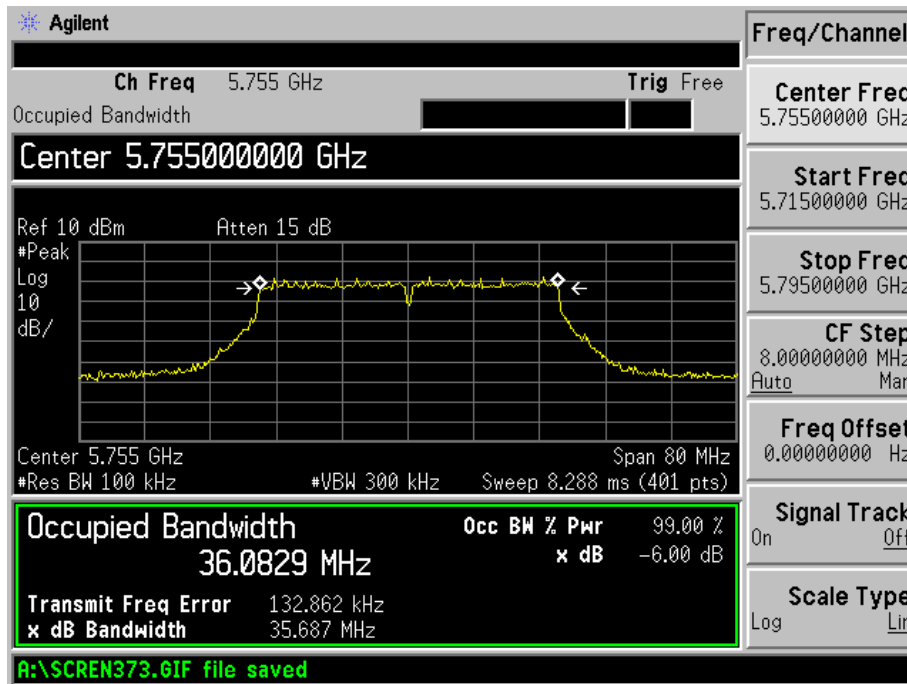 Agilent
Freq/Channel
Ch Freq 5.755 GHz Trig Free
Occupied Bandwidth
Center 5.755000000 GHz
Ref 10 dBm Atten 15 dB
#Peak
Log
10
dB/
Center 5.755 GHz Span 80 MHz
#Res BW 100 kHz #VBW 300 kHz Sweep 8.288 ms (401 pts)
Occupied Bandwidth
36.0829 MHz
Occ BW % Pwr 99.00 %
x dB -6.00 dB
Transmit Freq Error 132.862 kHz
x dB Bandwidth 35.687 MHz
A:\SCREN373.GIF file saved
Center Freq
5.75500000 GHz
Start Freq
5.71500000 GHz
Stop Freq
5.79500000 GHz
CF Step
8.00000000 MHz
Auto Man
Freq Offset
0.00000000 Hz
Signal Track
On Off
Scale Type
Log Lin